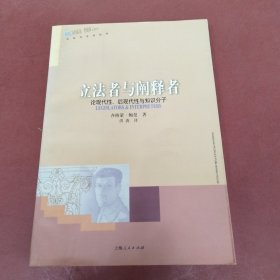 立法者与阐释者
论现代性、后现代性与知识分子
LEGISLATORS & INTERPRETERS
齐格蒙·鲍曼 著
洪涛 译
上海人民出版社